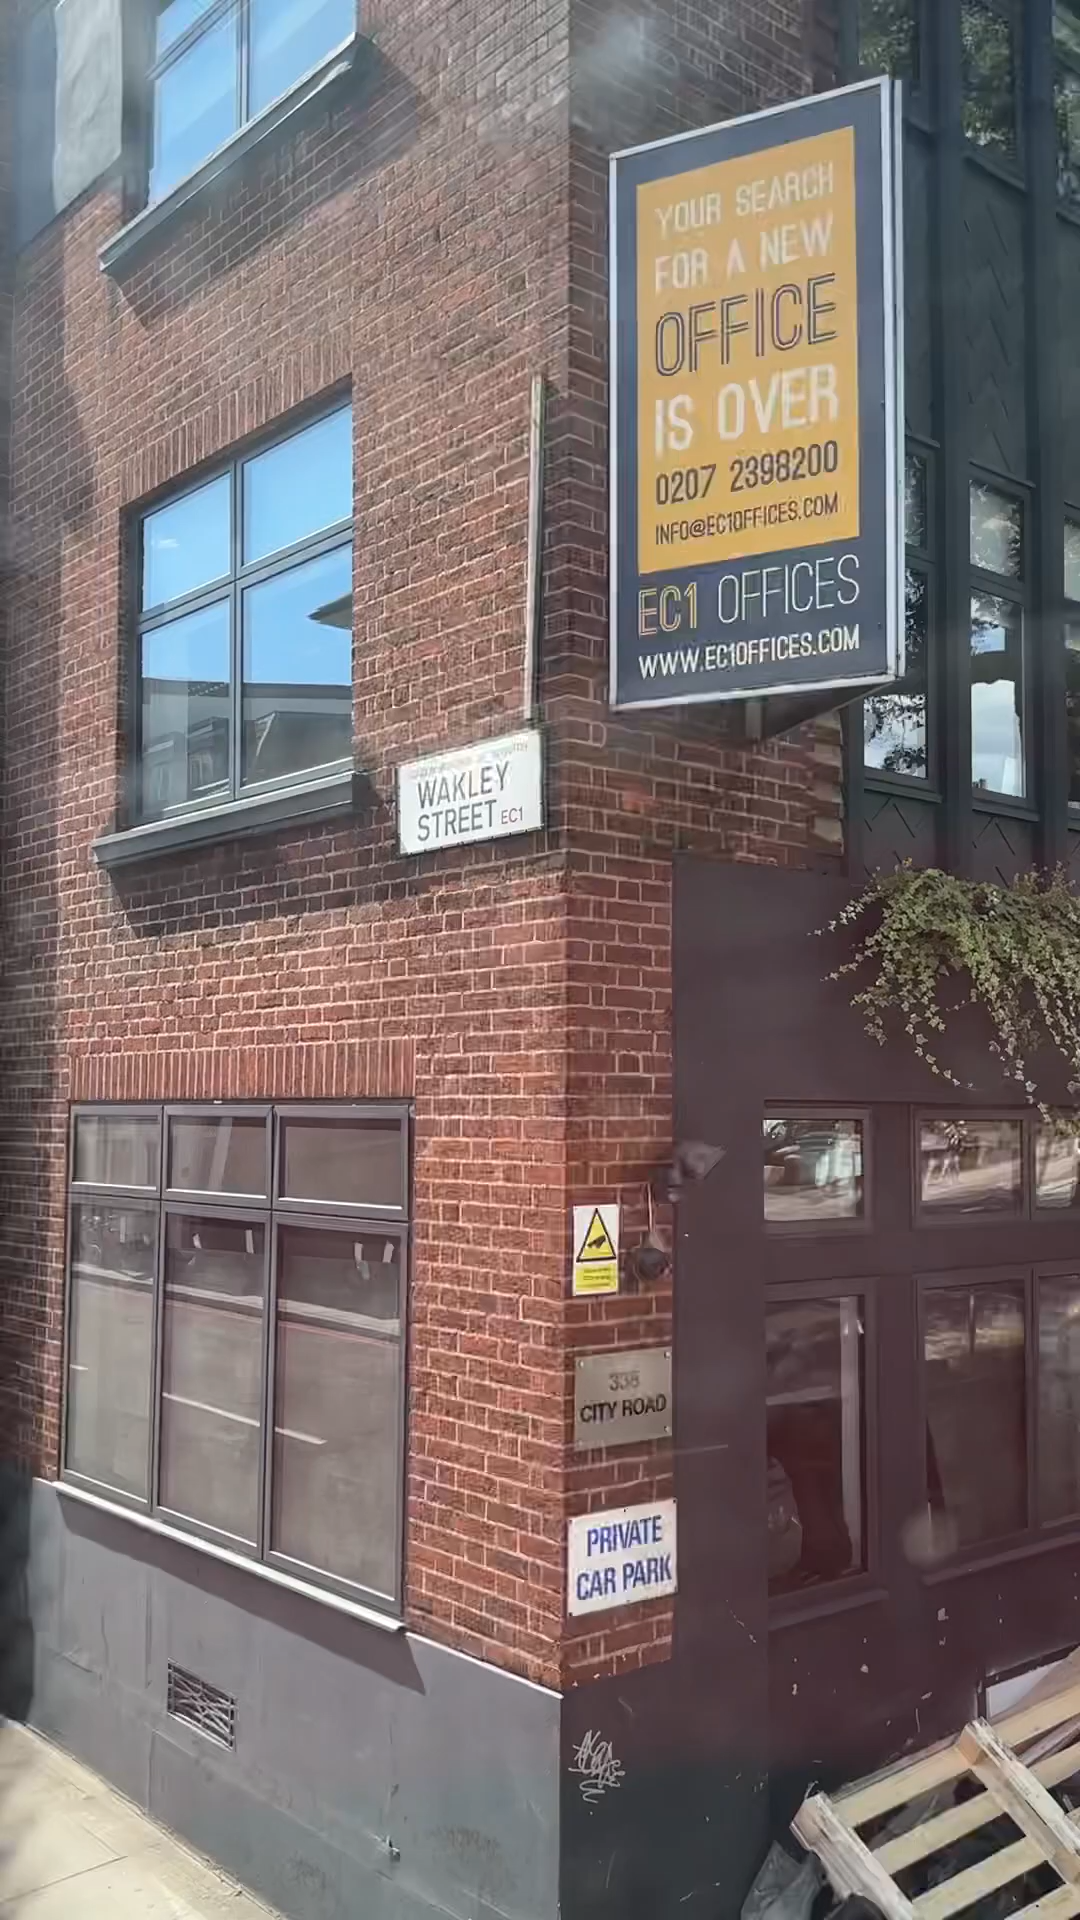 YOUR SEARCH
FOR A NEW
OFFICE
IS OVER
0207 2398200
INFO@EC1OFFICES.COM
EC1 OFFICES
WWW.EC1OFFICES.COM
WAKLEY
STREET EC1
338
CITY ROAD
PRIVATE
CAR PARK